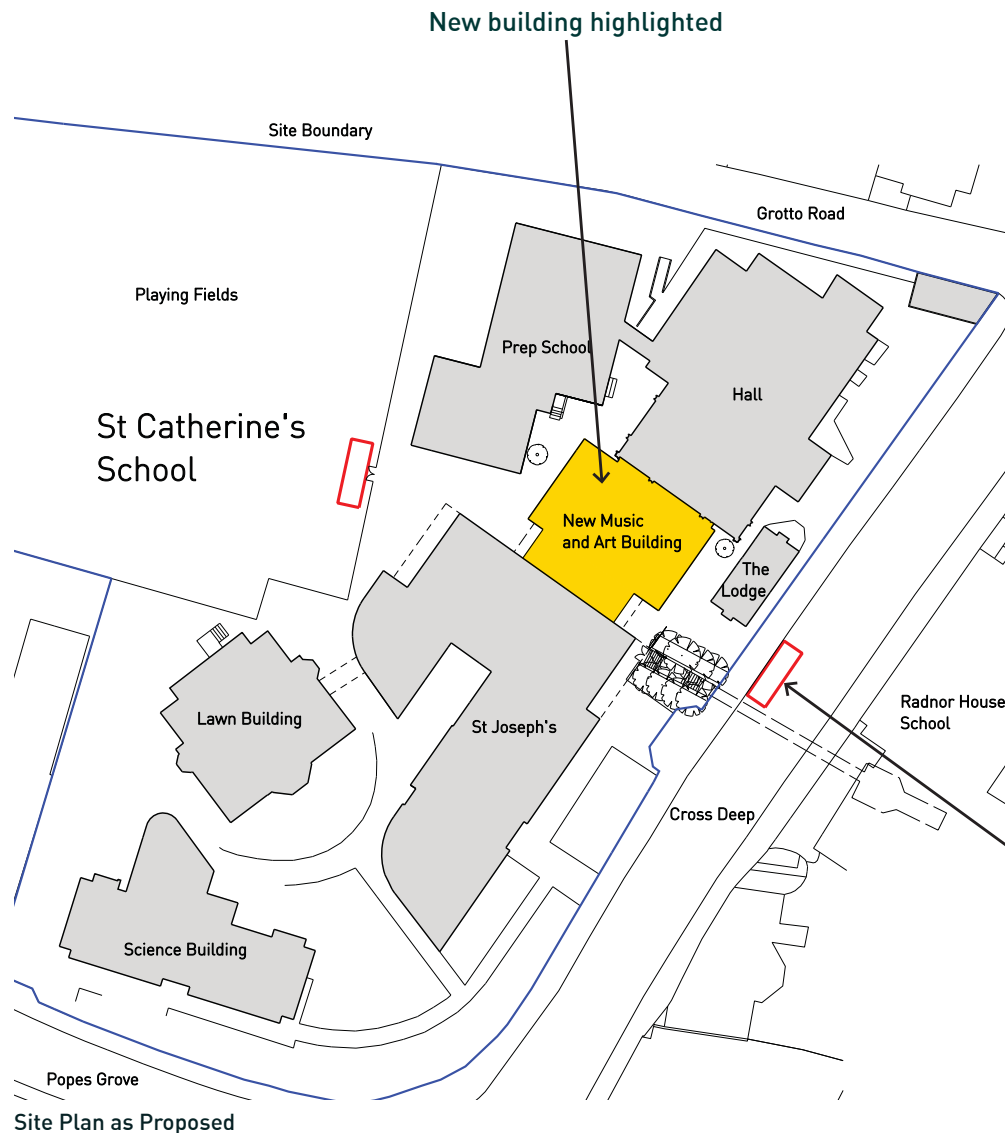 New building highlighted
Site Boundary
Grotto Road
Playing Fields
Prep School
Hall
St Catherine's
School
New Music
and Art Building
The
Lodge
Radnor House
School
Lawn Building
St Joseph's
Cross Deep
Science Building
Popes Grove
Site Plan as Proposed